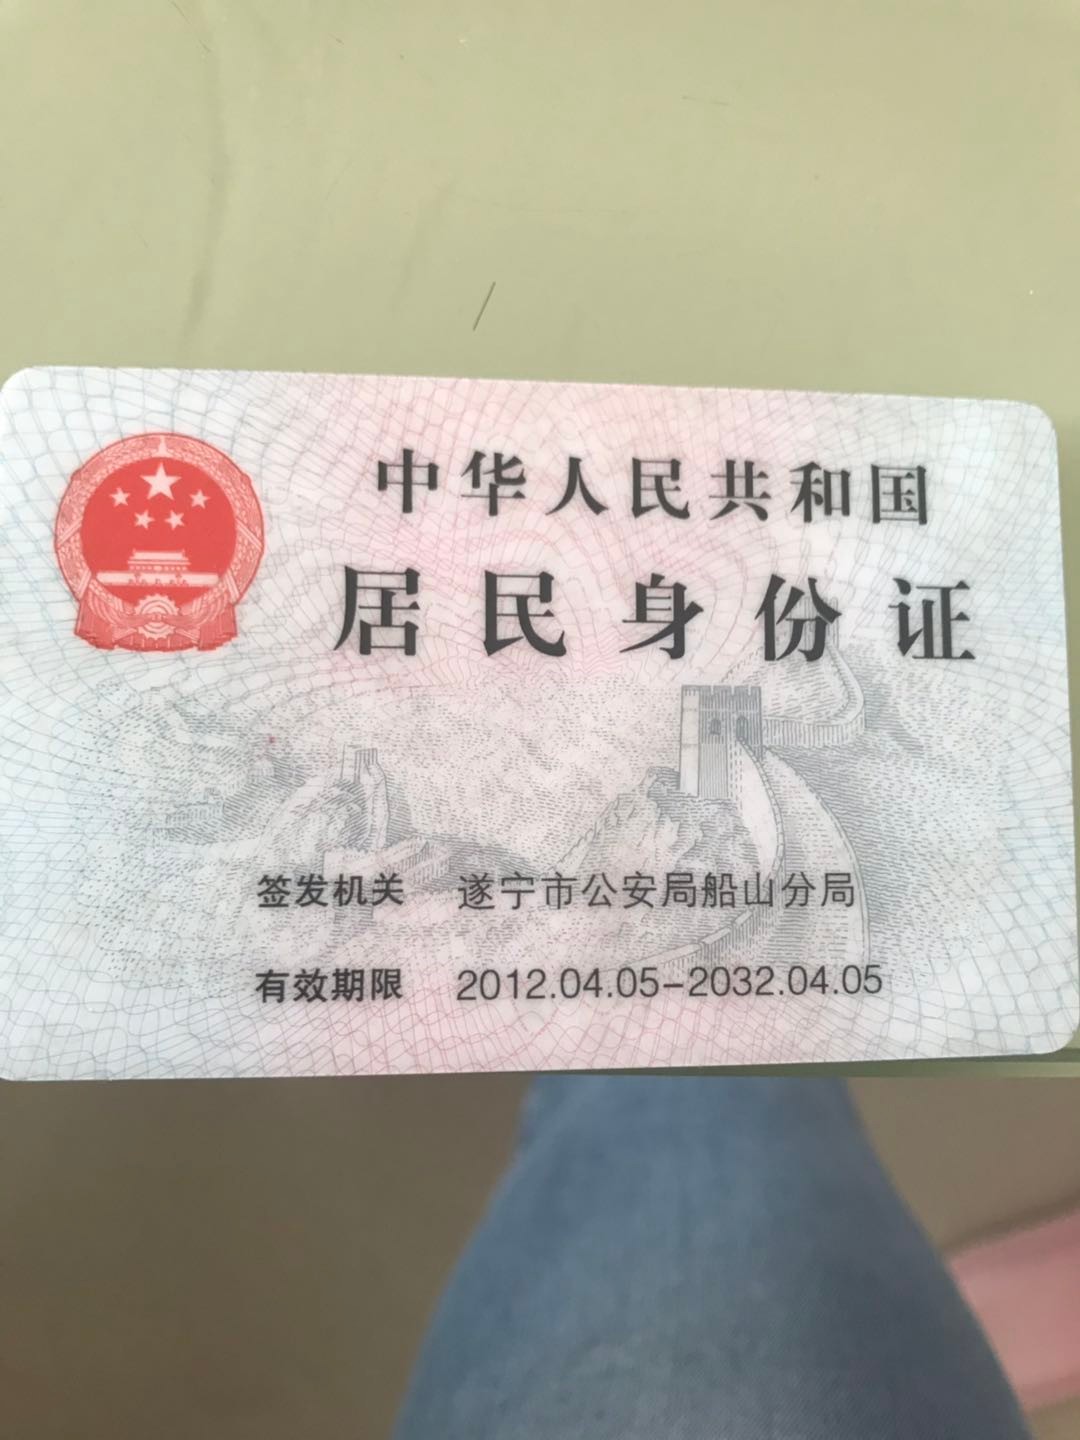 中华人民共和国
居民身份证
签发机关 遂宁市公安局船山分局
有效期限 2012.04.05-2032.04.05